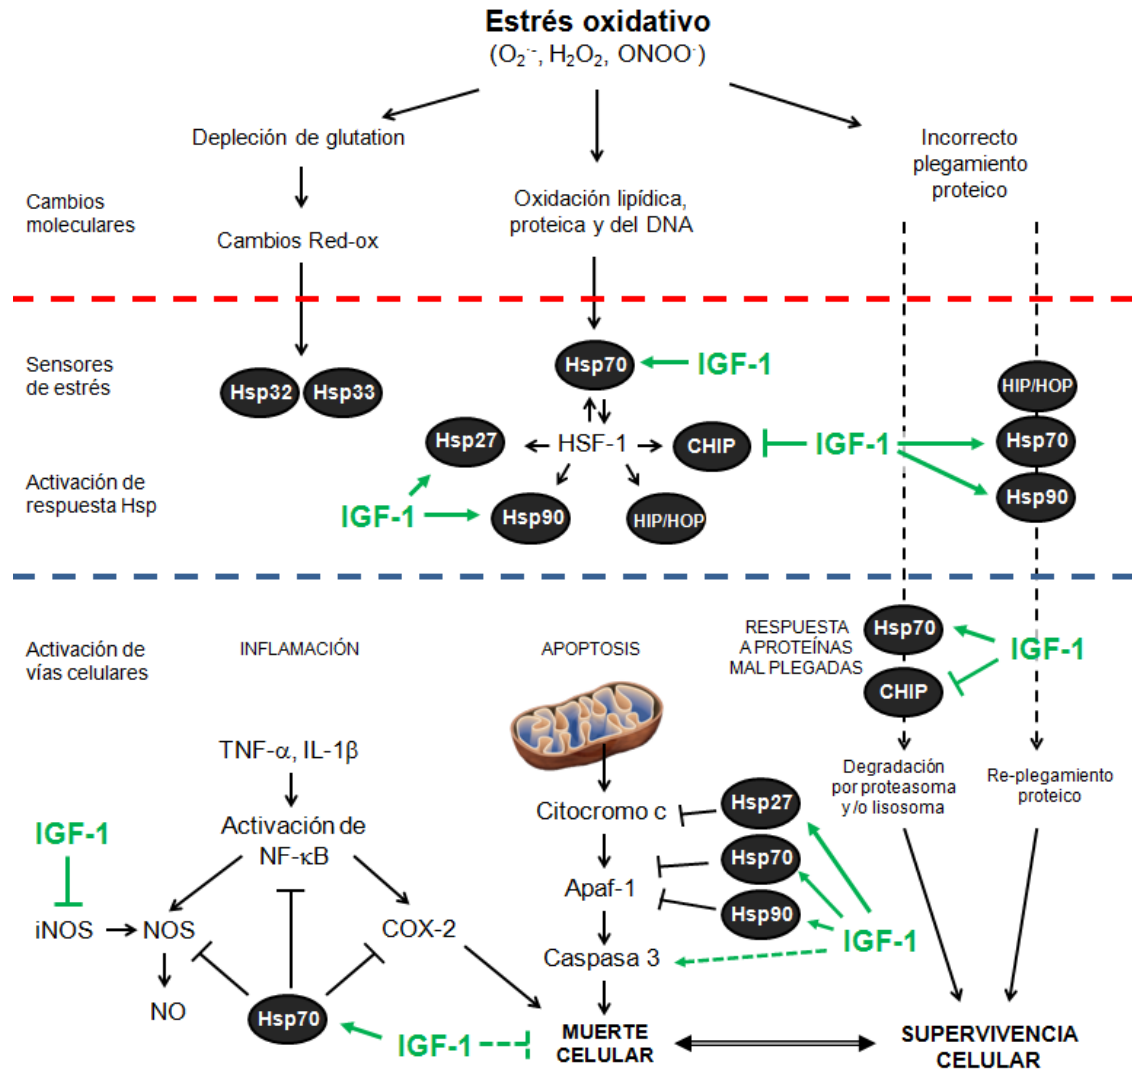 Estrés oxidativo
(O₂·⁻, H₂O₂, ONOO⁻)
Depleción de glutation
Incorrecto
plegamiento
proteico
Cambios
moleculares
Oxidación lipídica,
proteica y del DNA
Cambios Red-ox
Sensores
de estrés
Hsp32
Hsp33
Hsp70
IGF-1
HIP/HOP
Hsp27
HSF-1
CHIP
IGF-1
Hsp70
Activación de
respuesta Hsp
IGF-1
Hsp90
HIP/HOP
Hsp90
Activación de
vías celulares
INFLAMACIÓN
APOPTOSIS
RESPUESTA
A PROTEÍNAS
MAL PLEGADAS
Hsp70
IGF-1
CHIP
TNF-α, IL-1β
Degradación
por proteasoma
y /o lisosoma
Re-plegamiento
proteico
IGF-1
Activación de
NF-κB
Citocromo c
Hsp27
Apaf-1
Hsp70
Hsp90
iNOS
NOS
COX-2
IGF-1
Caspasa 3
NO
Hsp70
IGF-1
MUERTE
CELULAR
SUPERVIVENCIA
CELULAR